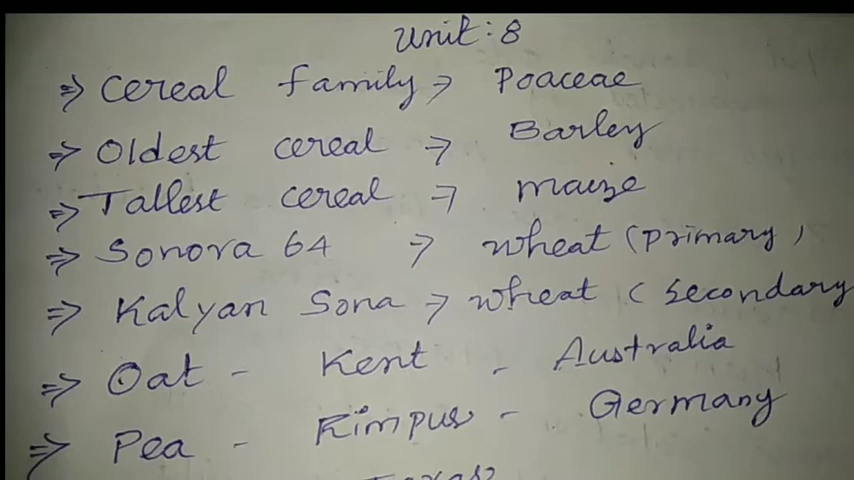 Unit: 8
⇒ Cereal family → Poaceae
⇒ Oldest cereal → Barley
⇒ Tallest cereal → maize
⇒ Sonora 64 → wheat (primary)
⇒ Kalyan Sona → wheat (secondary
⇒ Oat - Kent - Australia
⇒ Pea - Rimpus - Germany